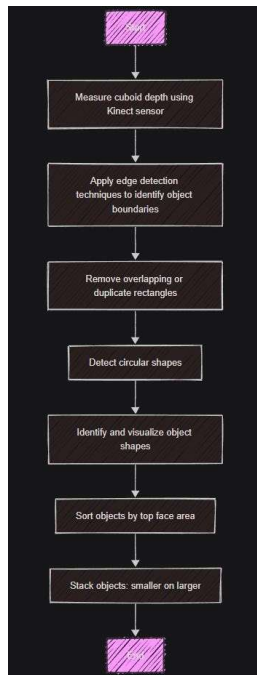 Start
Measure cuboid depth using
Kinect sensor
Apply edge detection
techniques to identify object
boundaries
Remove overlapping or
duplicate rectangles
Detect circular shapes
Identify and visualize object
shapes
Sort objects by top face area
Stack objects: smaller on larger
End